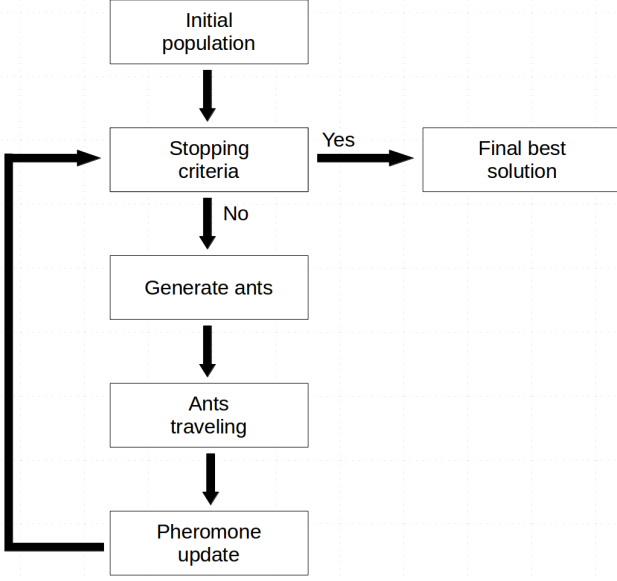 Initial
population
Stopping
criteria
Yes
Final best
solution
No
Generate ants
Ants
traveling
Pheromone
update